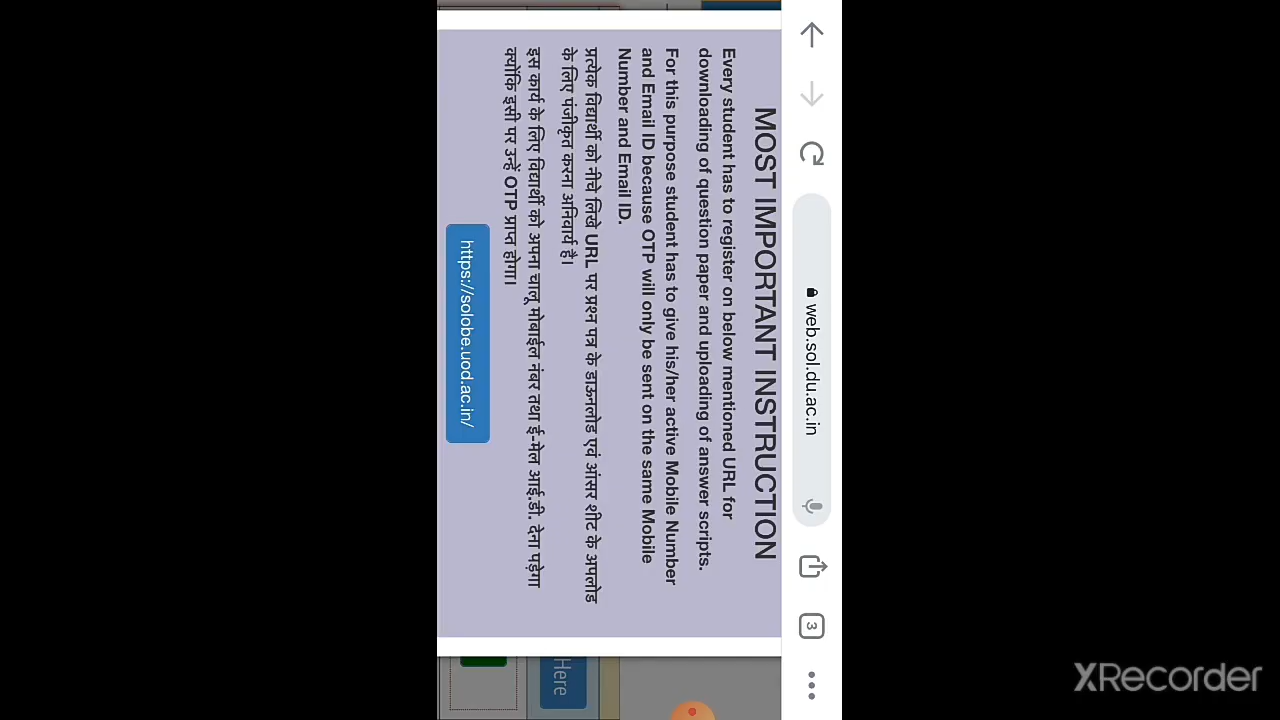 web.sol.du.ac.in
3
MOST IMPORTANT INSTRUCTION
Every student has to register on below mentioned URL for
downloading of question paper and uploading of answer scripts.
For this purpose student has to give his/her active Mobile Number
and Email ID because OTP will only be sent on the same Mobile
Number and Email ID.
प्रत्येक विद्यार्थी को नीचे लिखे URL पर प्रश्न पत्र के डाऊनलोड एवं आंसर शीट के अपलोड
के लिए पंजीकृत करना अनिवार्य है।
इस कार्य के लिए विद्यार्थी को अपना चालू मोबाईल नंबर तथा ई-मेल आई.डी. देना पड़ेगा
क्योंकि इसी पर उन्हें OTP प्राप्त होगा।
https://solobe.uod.ac.in/
Here
XRecorder